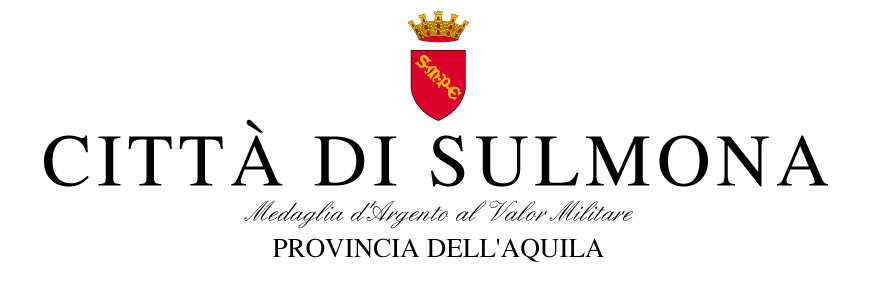 SMPE
CITTÀ DI SULMONA
Medaglia d'Argento al Valor Militare
PROVINCIA DELL'AQUILA